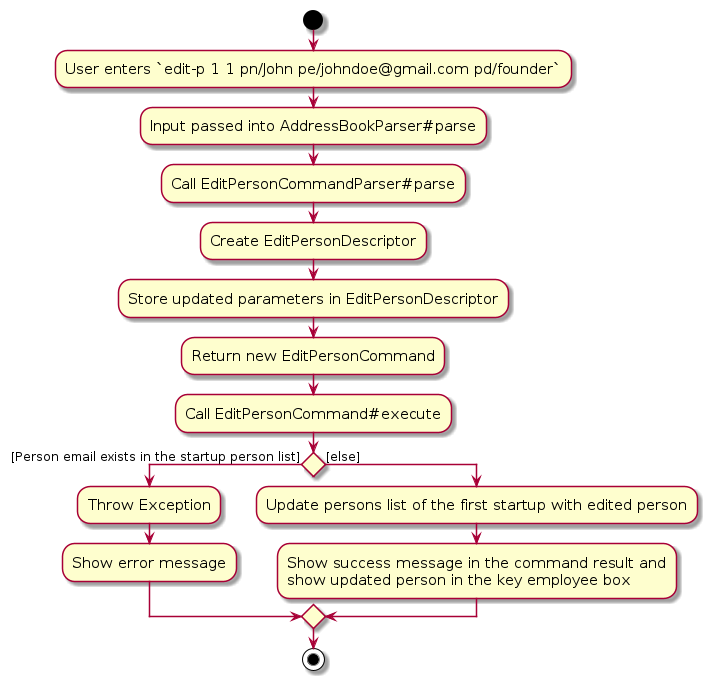 User enters `edit-p 1 1 pn/John pe/johndoe@gmail.com pd/founder`
Input passed into AddressBookParser#parse
Call EditPersonCommandParser#parse
Create EditPersonDescriptor
Store updated parameters in EditPersonDescriptor
Return new EditPersonCommand
Call EditPersonCommand#execute
[Person email exists in the startup person list]
[else]
Throw Exception
Show error message
Update persons list of the first startup with edited person
Show success message in the command result and
show updated person in the key employee box